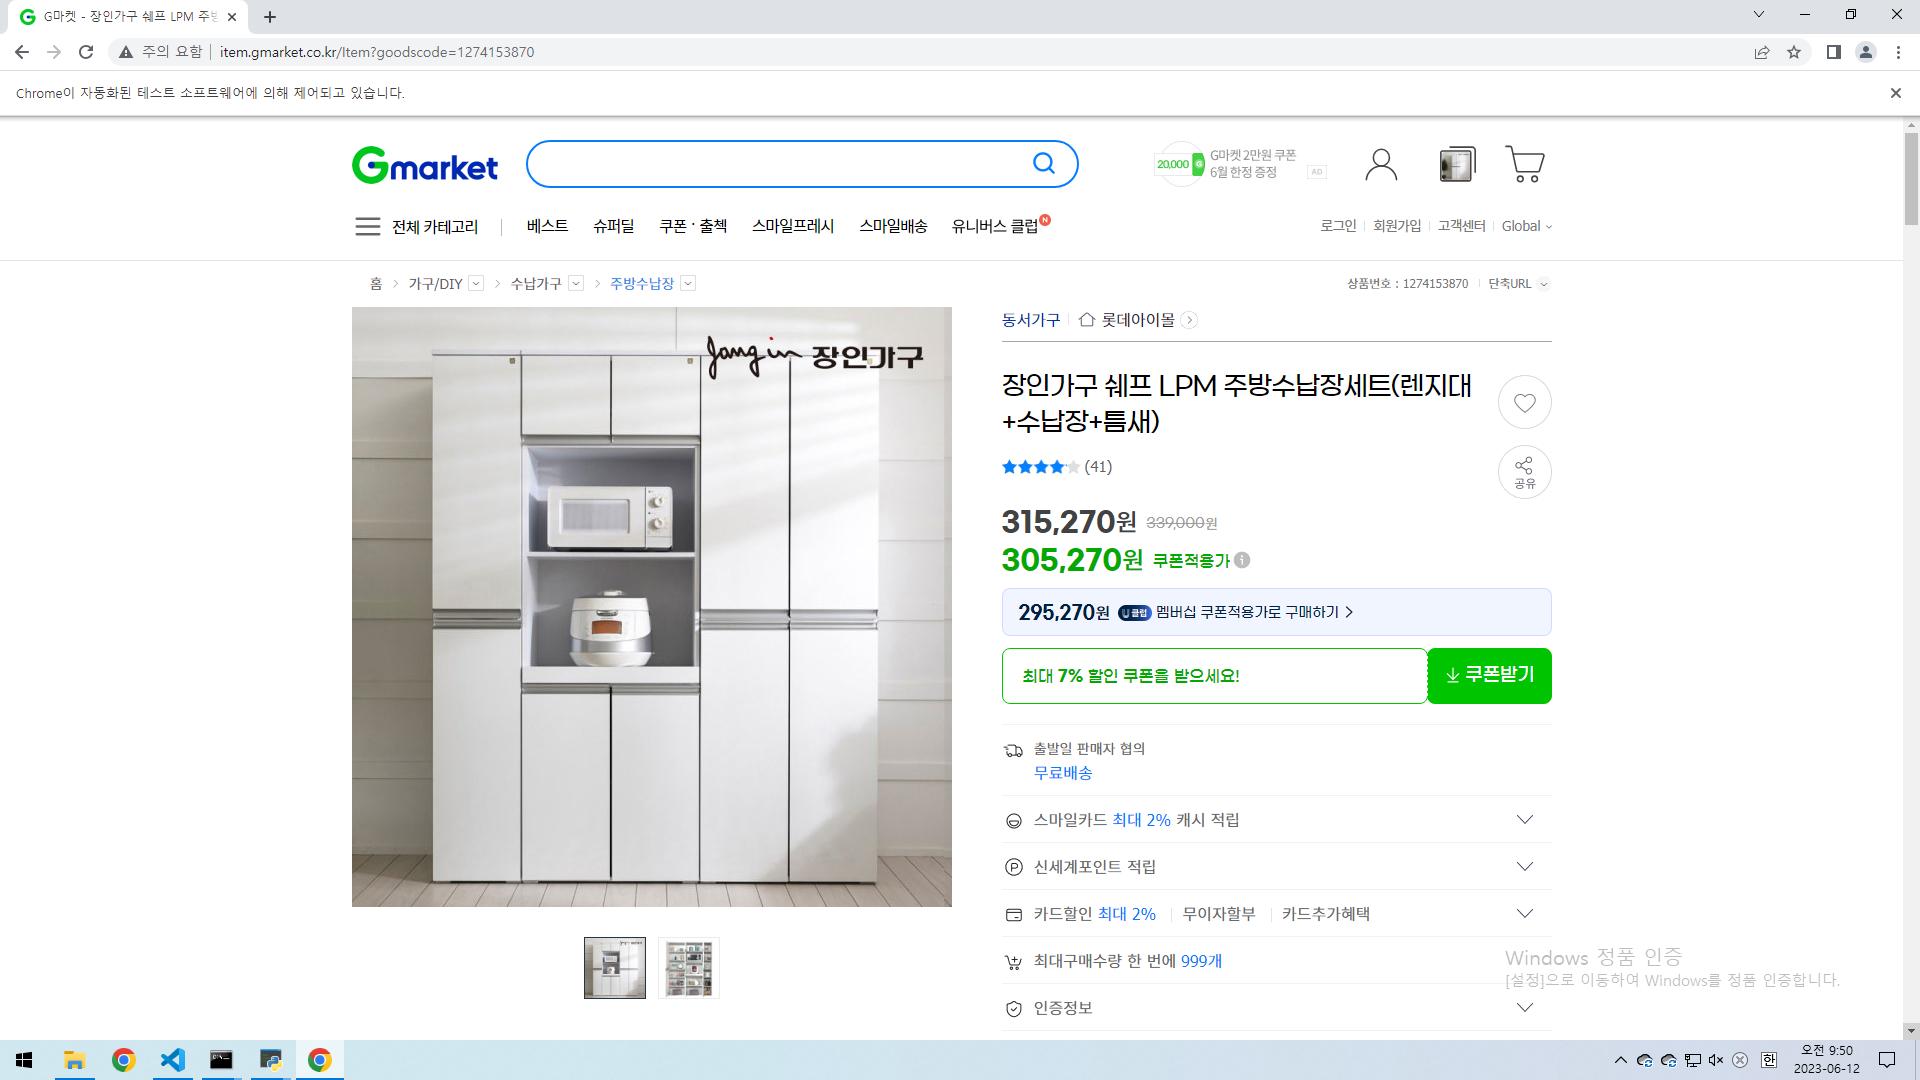 G마켓 - 장인가구 쉐프 LPM 주방
주의 요함
item.gmarket.co.kr/Item?goodscode=1274153870
Chrome이 자동화된 테스트 소프트웨어에 의해 제어되고 있습니다.
Gmarket
20,000
G마켓 2만원 쿠폰
6월 한정 증정
AD
전체 카테고리
베스트
슈퍼딜
쿠폰·출첵
스마일프레시
스마일배송
유니버스 클럽
N
로그인
회원가입
고객센터
Global
홈
가구/DIY
수납가구
주방수납장
상품번호 : 1274153870
단축URL
Jang in 장인가구
동서가구
롯데아이몰
장인가구 쉐프 LPM 주방수납장세트(렌지대
+수납장+틈새)
(41)
공유
315,270원 339,000원
305,270원 쿠폰적용가
295,270원 U클럽 멤버십 쿠폰적용가로 구매하기
최대 7% 할인 쿠폰을 받으세요!
쿠폰받기
출발일 판매자 협의
무료배송
스마일카드 최대 2% 캐시 적립
신세계포인트 적립
카드할인 최대 2% 무이자할부 카드추가혜택
최대구매수량 한 번에 999개
인증정보
Windows 정품 인증
[설정]으로 이동하여 Windows를 정품 인증합니다.
한
오전 9:50
2023-06-12